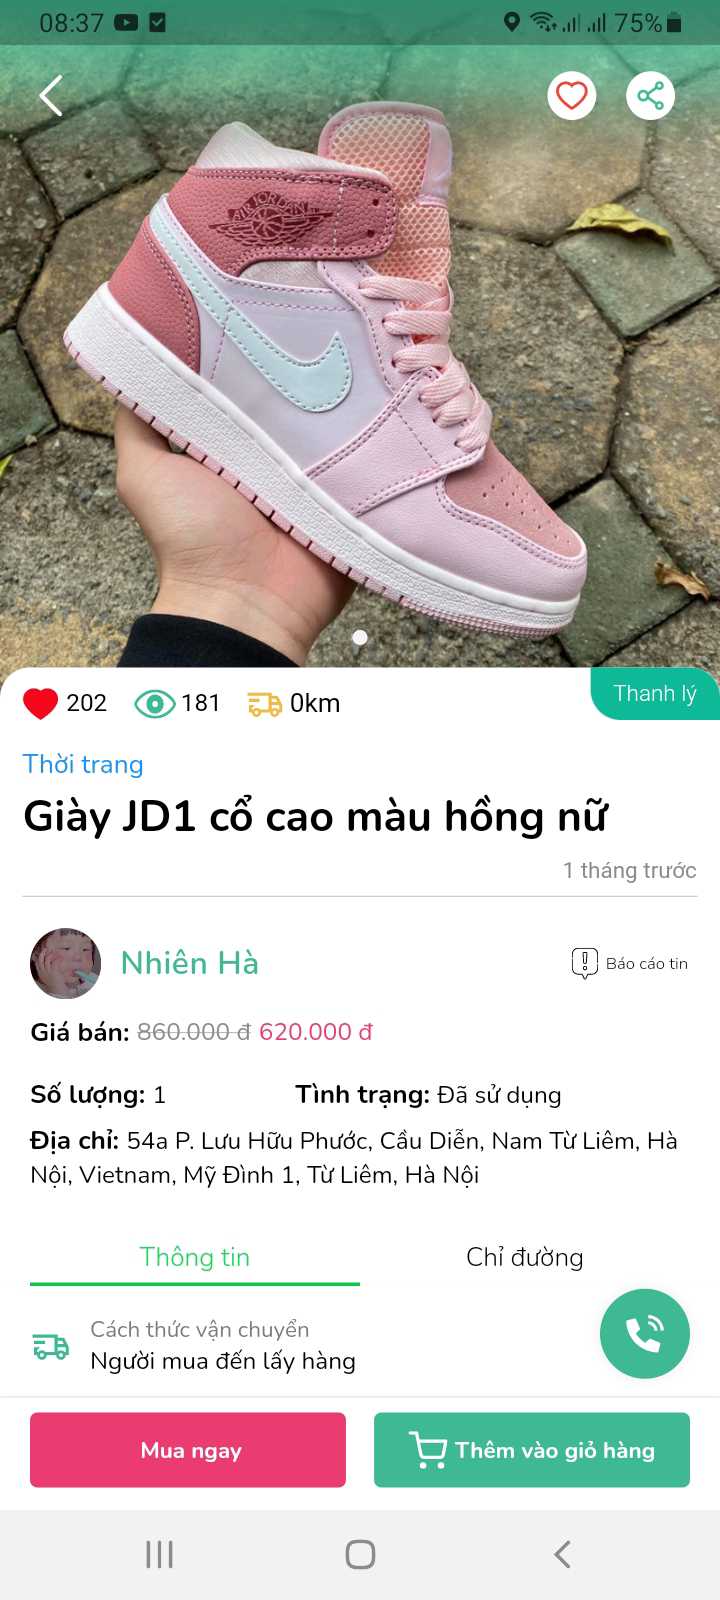 08:37
75%
AIR JORDAN
202
181
0km
Thanh lý
Thời trang
Giày JD1 cổ cao màu hồng nữ
1 tháng trước
Nhiên Hà
Báo cáo tin
Giá bán: 860.000 đ 620.000 đ
Số lượng: 1
Tình trạng: Đã sử dụng
Địa chỉ: 54a P. Lưu Hữu Phước, Cầu Diễn, Nam Từ Liêm, Hà
Nội, Vietnam, Mỹ Đình 1, Từ Liêm, Hà Nội
Thông tin
Chỉ đường
Cách thức vận chuyển
Người mua đến lấy hàng
Mua ngay
Thêm vào giỏ hàng